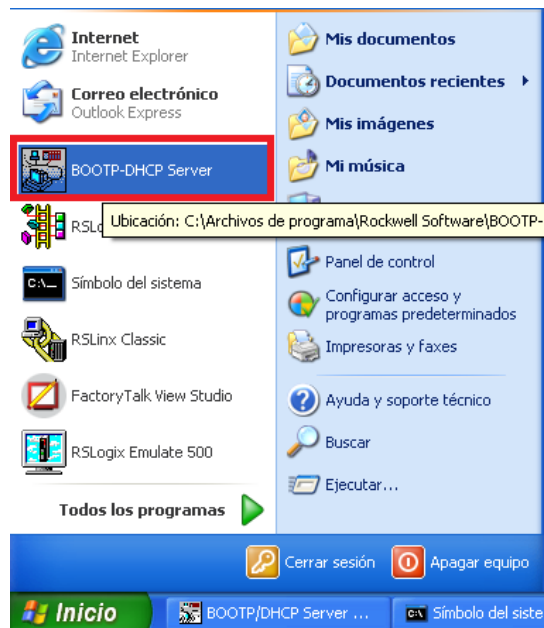 Internet
Internet Explorer
Correo electrónico
Outlook Express
BOOTP-DHCP Server
Ubicación: C:\Archivos de programa\Rockwell Software\BOOTP-
Símbolo del sistema
RSLinx Classic
FactoryTalk View Studio
RSLogix Emulate 500
Todos los programas
Mis documentos
Documentos recientes
Mis imágenes
Mi música
Panel de control
Configurar acceso y
programas predeterminados
Impresoras y faxes
Ayuda y soporte técnico
Buscar
Ejecutar...
Cerrar sesión
Apagar equipo
Inicio
BOOTP/DHCP Server ...
Símbolo del siste